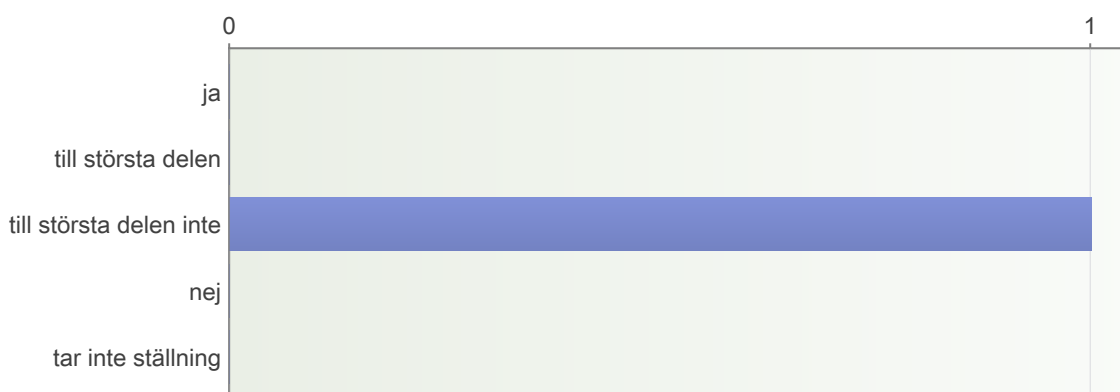 0 1
ja
till största delen
till största delen inte
nej
tar inte ställning